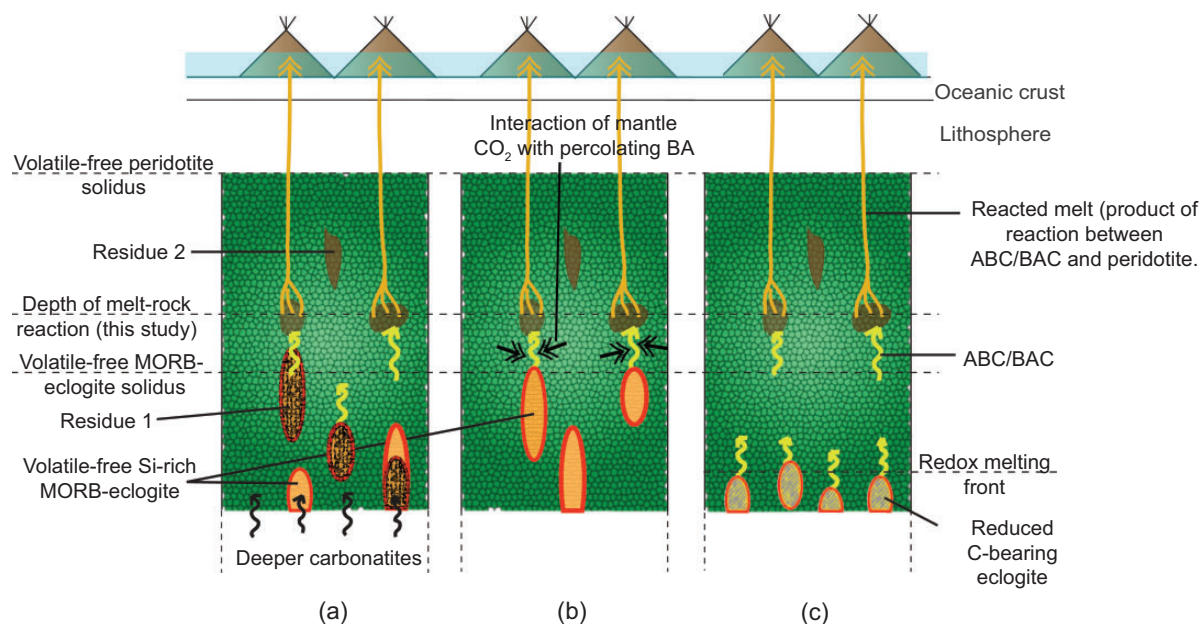 Oceanic crust
Interaction of mantle
CO2 with percolating BA
Lithosphere
Volatile-free peridotite
solidus
Residue 2
Reacted melt (product of
reaction between
ABC/BAC and peridotite.
Depth of melt-rock
reaction (this study)
Volatile-free MORB-
eclogite solidus
ABC/BAC
Residue 1
Volatile-free Si-rich
MORB-eclogite
Redox melting
front
Deeper carbonatites
Reduced
C-bearing
eclogite
(a)
(b)
(c)